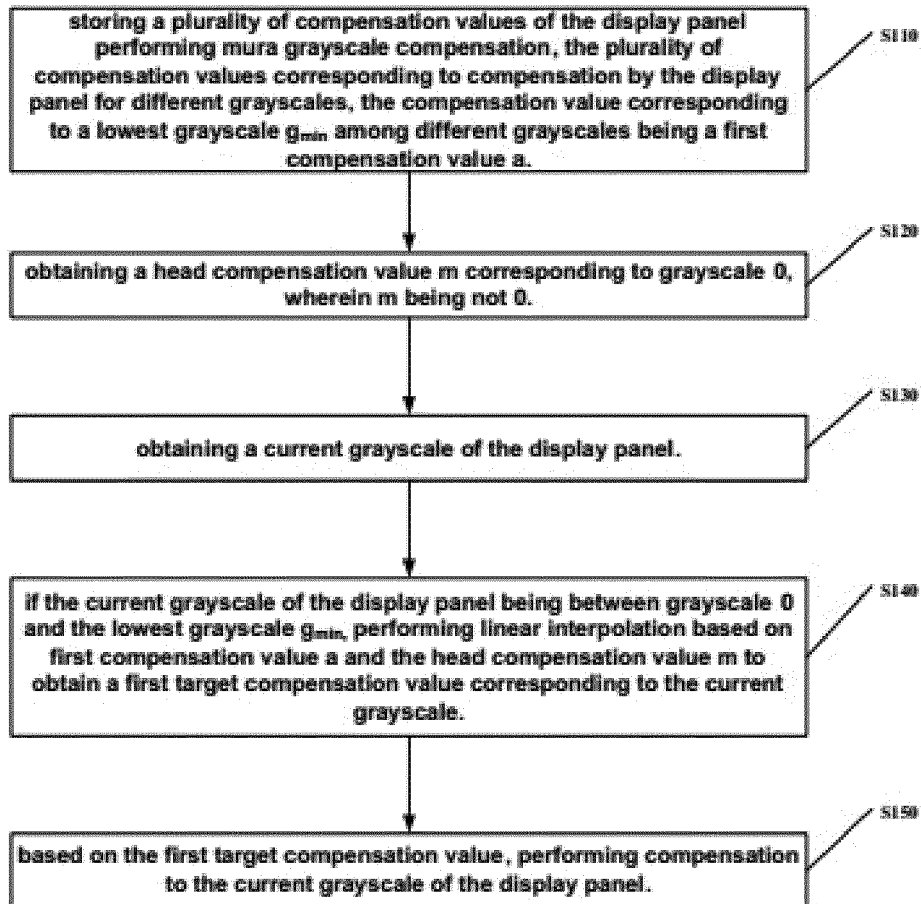 storing a plurality of compensation values of the display panel
performing mura grayscale compensation, the plurality of
compensation values corresponding to compensation by the display
panel for different grayscales, the compensation value corresponding
to a lowest grayscale gmin among different grayscales being a first
compensation value a.
S110
obtaining a head compensation value m corresponding to grayscale 0,
wherein m being not 0.
S120
obtaining a current grayscale of the display panel.
S130
if the current grayscale of the display panel being between grayscale 0
and the lowest grayscale gmin, performing linear interpolation based on
first compensation value a and the head compensation value m to
obtain a first target compensation value corresponding to the current
grayscale.
S140
based on the first target compensation value, performing compensation
to the current grayscale of the display panel.
S150